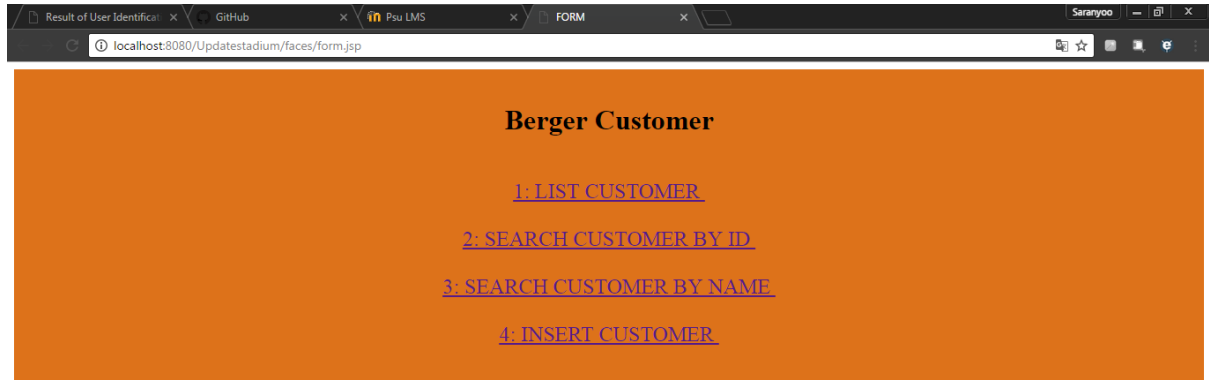 Result of User Identificati
GitHub
Psu LMS
FORM
Saranyoo
localhost:8080/Updatestadium/faces/form.jsp
Berger Customer
1: LIST CUSTOMER
2: SEARCH CUSTOMER BY ID
3: SEARCH CUSTOMER BY NAME
4: INSERT CUSTOMER